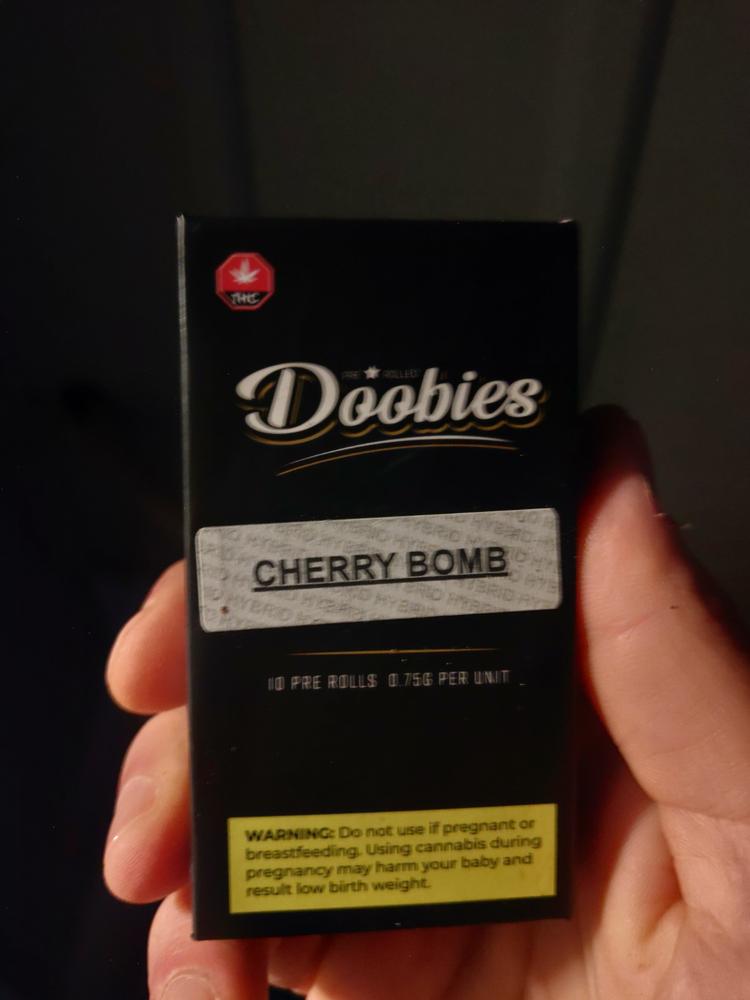 THC
PRE ROLLED
Doobies
CHERRY BOMB
10 PRE ROLLS 0.75G PER UNIT
WARNING: Do not use if pregnant or
breastfeeding. Using cannabis during
pregnancy may harm your baby and
result low birth weight.